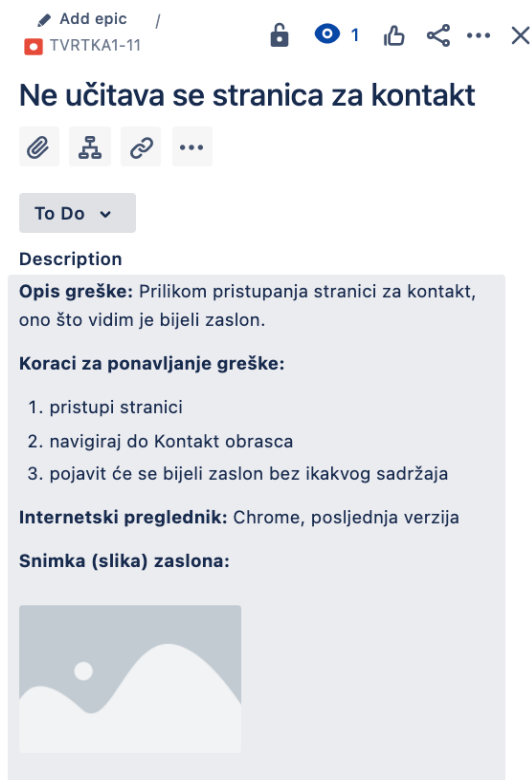 Add epic /
TVRTKA1-11
1
Ne učitava se stranica za kontakt
To Do
Description
Opis greške: Prilikom pristupanja stranici za kontakt,
ono što vidim je bijeli zaslon.
Koraci za ponavljanje greške:
1. pristupi stranici
2. navigiraj do Kontakt obrasca
3. pojavit će se bijeli zaslon bez ikakvog sadržaja
Internetski preglednik: Chrome, posljednja verzija
Snimka (slika) zaslona: